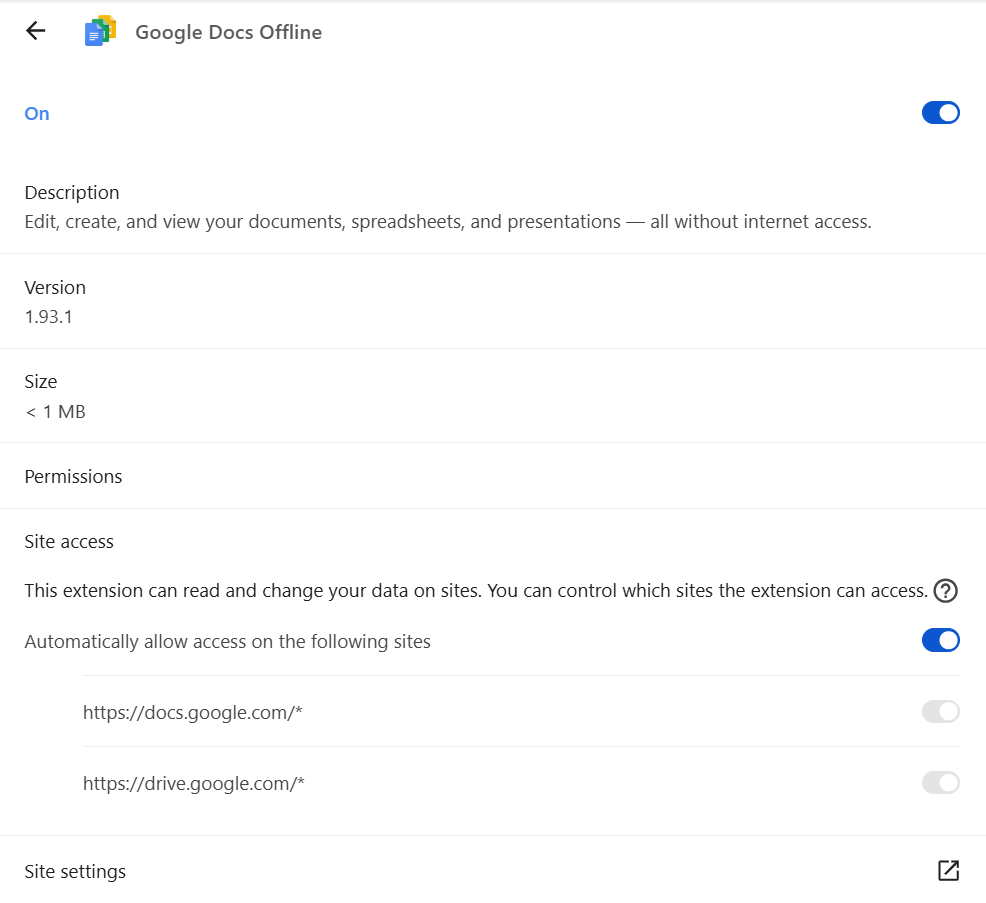 Google Docs Offline
On
Description
Edit, create, and view your documents, spreadsheets, and presentations — all without internet access.
Version
1.93.1
Size
< 1 MB
Permissions
Site access
This extension can read and change your data on sites. You can control which sites the extension can access.
Automatically allow access on the following sites
https://docs.google.com/*
https://drive.google.com/*
Site settings